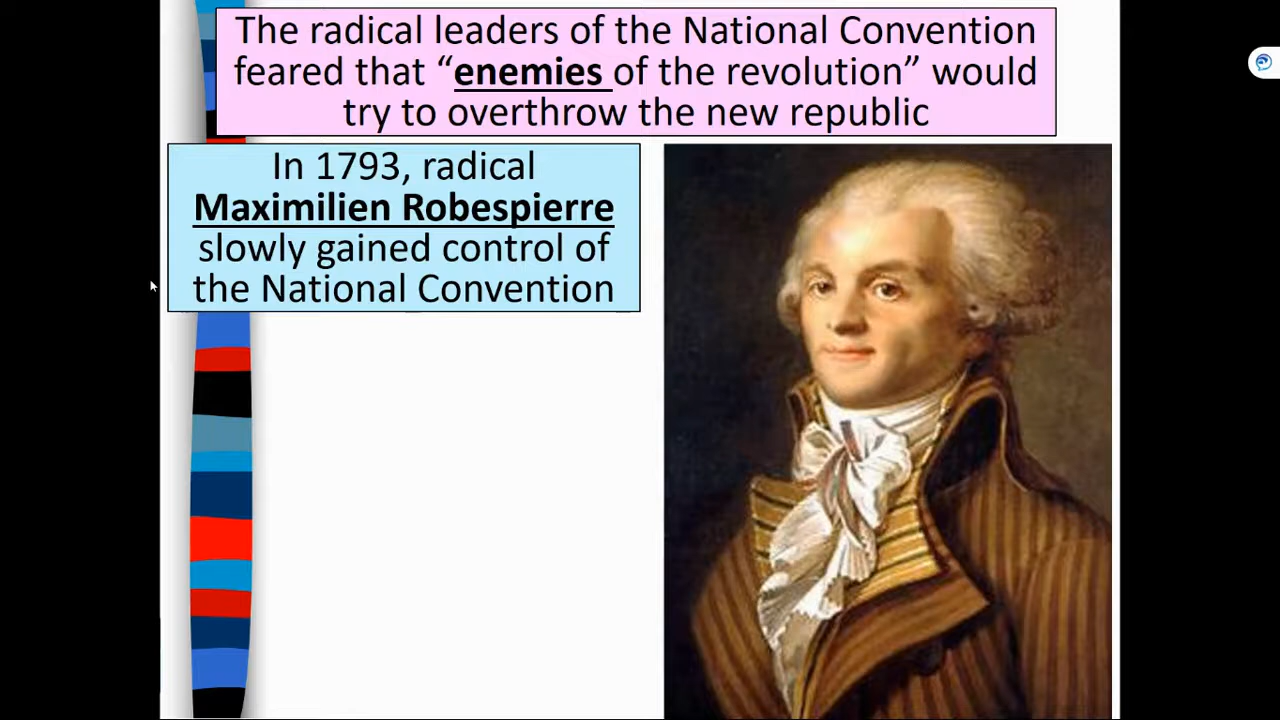 The radical leaders of the National Convention
feared that “enemies of the revolution” would
try to overthrow the new republic
In 1793, radical
Maximilien Robespierre
slowly gained control of
the National Convention